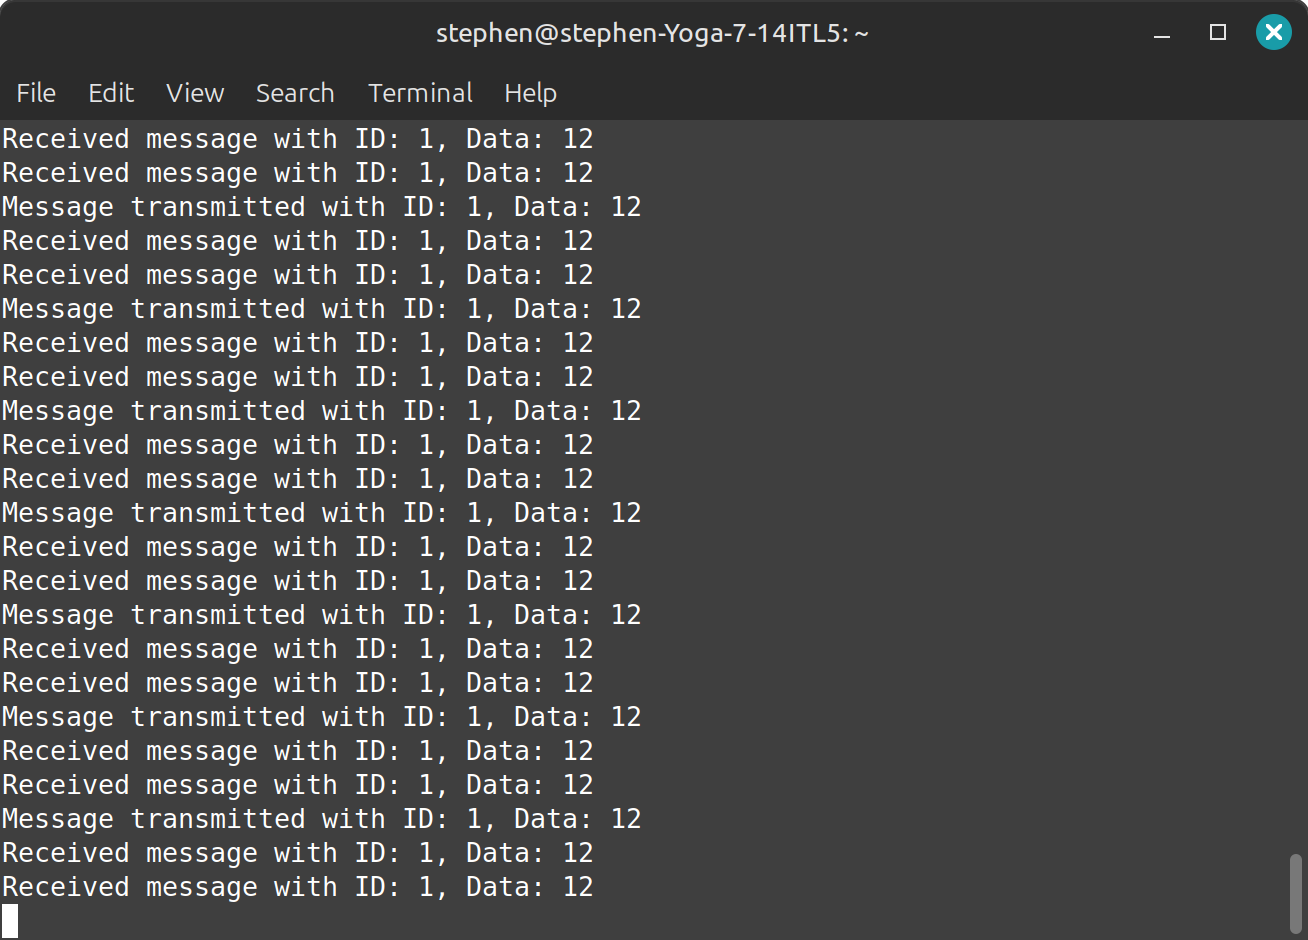 stephen@stephen-Yoga-7-14ITL5: ~
File Edit View Search Terminal Help
Received message with ID: 1, Data: 12
Received message with ID: 1, Data: 12
Message transmitted with ID: 1, Data: 12
Received message with ID: 1, Data: 12
Received message with ID: 1, Data: 12
Message transmitted with ID: 1, Data: 12
Received message with ID: 1, Data: 12
Received message with ID: 1, Data: 12
Message transmitted with ID: 1, Data: 12
Received message with ID: 1, Data: 12
Received message with ID: 1, Data: 12
Message transmitted with ID: 1, Data: 12
Received message with ID: 1, Data: 12
Received message with ID: 1, Data: 12
Message transmitted with ID: 1, Data: 12
Received message with ID: 1, Data: 12
Received message with ID: 1, Data: 12
Message transmitted with ID: 1, Data: 12
Received message with ID: 1, Data: 12
Received message with ID: 1, Data: 12
Message transmitted with ID: 1, Data: 12
Received message with ID: 1, Data: 12
Received message with ID: 1, Data: 12